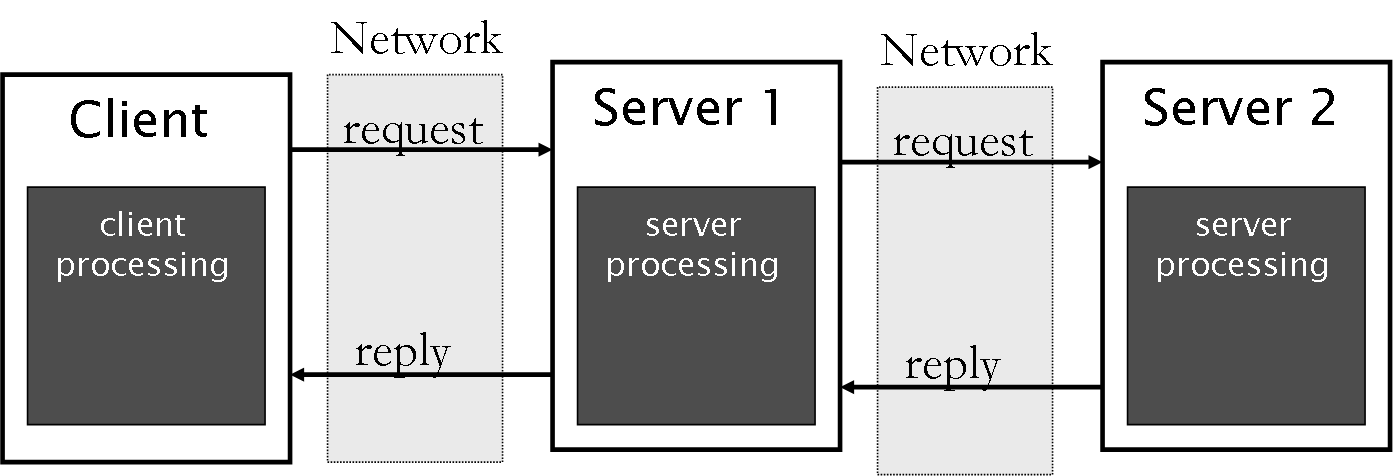 Network
Network
Client
Server 1
Server 2
request
request
client
processing
server
processing
server
processing
reply
reply